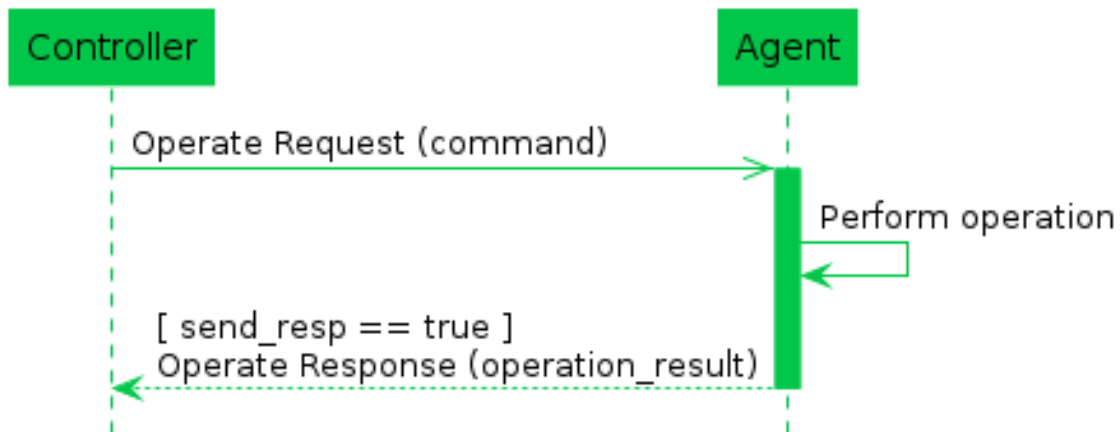 Controller
Agent
Operate Request (command)
Perform operation
[ send_resp == true ]
Operate Response (operation_result)